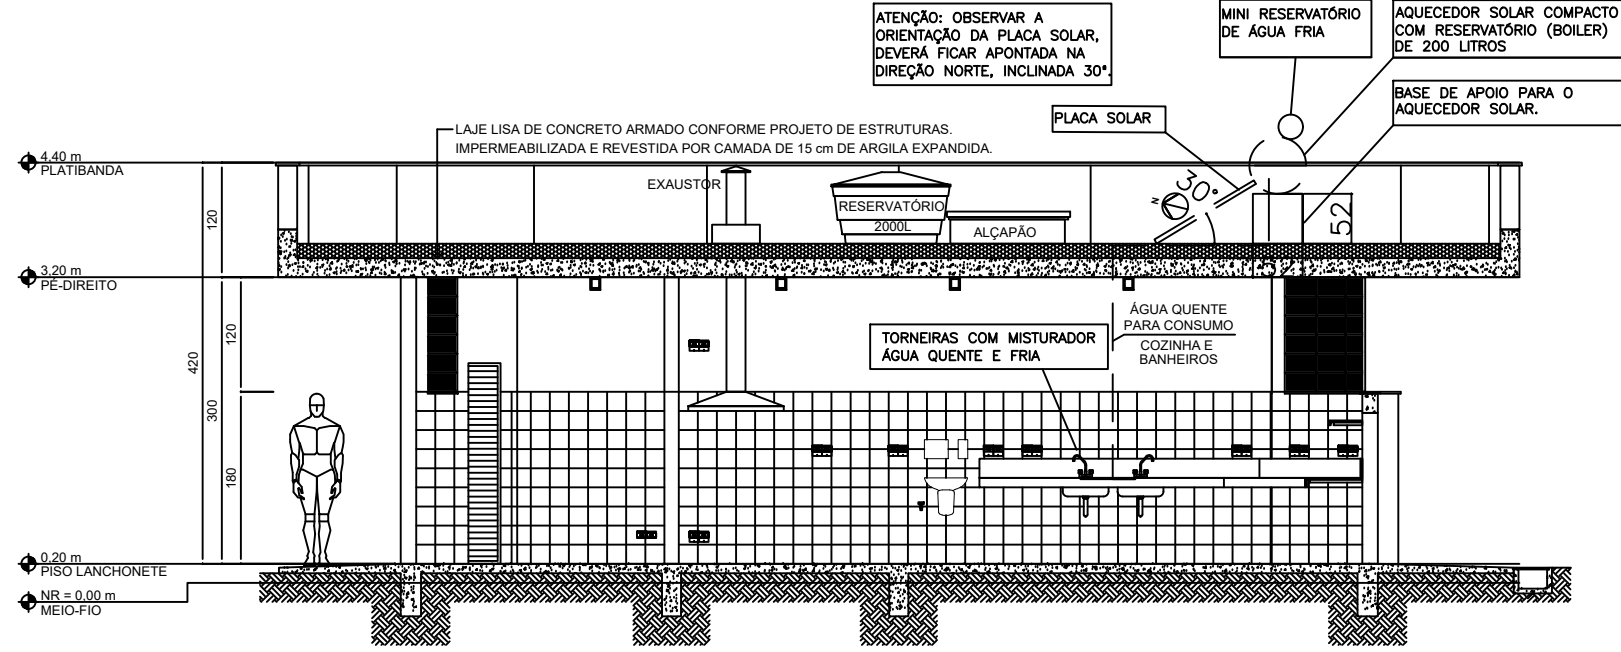 ATENÇÃO: OBSERVAR A
ORIENTAÇÃO DA PLACA SOLAR,
DEVERÁ FICAR APONTADA NA
DIREÇÃO NORTE, INCLINADA 30°.
MINI RESERVATÓRIO
DE ÁGUA FRIA
AQUECEDOR SOLAR COMPACTO
COM RESERVATÓRIO (BOILER)
DE 200 LITROS
BASE DE APOIO PARA O
AQUECEDOR SOLAR.
PLACA SOLAR
LAJE LISA DE CONCRETO ARMADO CONFORME PROJETO DE ESTRUTURAS.
IMPERMEABILIZADA E REVESTIDA POR CAMADA DE 15 cm DE ARGILA EXPANDIDA.
4,40 m
PLATIBANDA
EXAUSTOR
RESERVATÓRIO
2000L
ALÇAPÃO
N
30°
52
120
3,20 m
PÉ-DIREITO
ÁGUA QUENTE
PARA CONSUMO
COZINHA E
BANHEIROS
TORNEIRAS COM MISTURADOR
ÁGUA QUENTE E FRIA
120
420
300
180
0,20 m
PISO LANCHONETE
NR = 0,00 m
MEIO-FIO